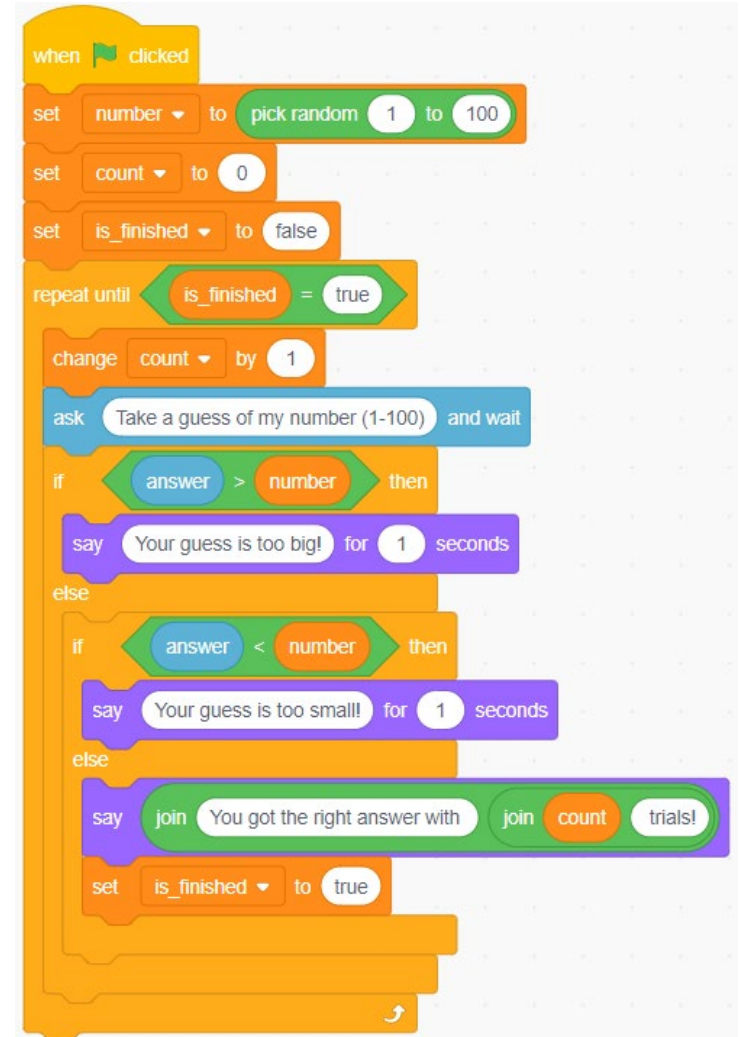 when clicked
set number to pick random 1 to 100
set count to 0
set is_finished to false
repeat until is_finished = true
change count by 1
ask Take a guess of my number (1-100) and wait
if answer > number then
say Your guess is too big! for 1 seconds
else
if answer < number then
say Your guess is too small! for 1 seconds
else
say join You got the right answer with join count trials!
set is_finished to true